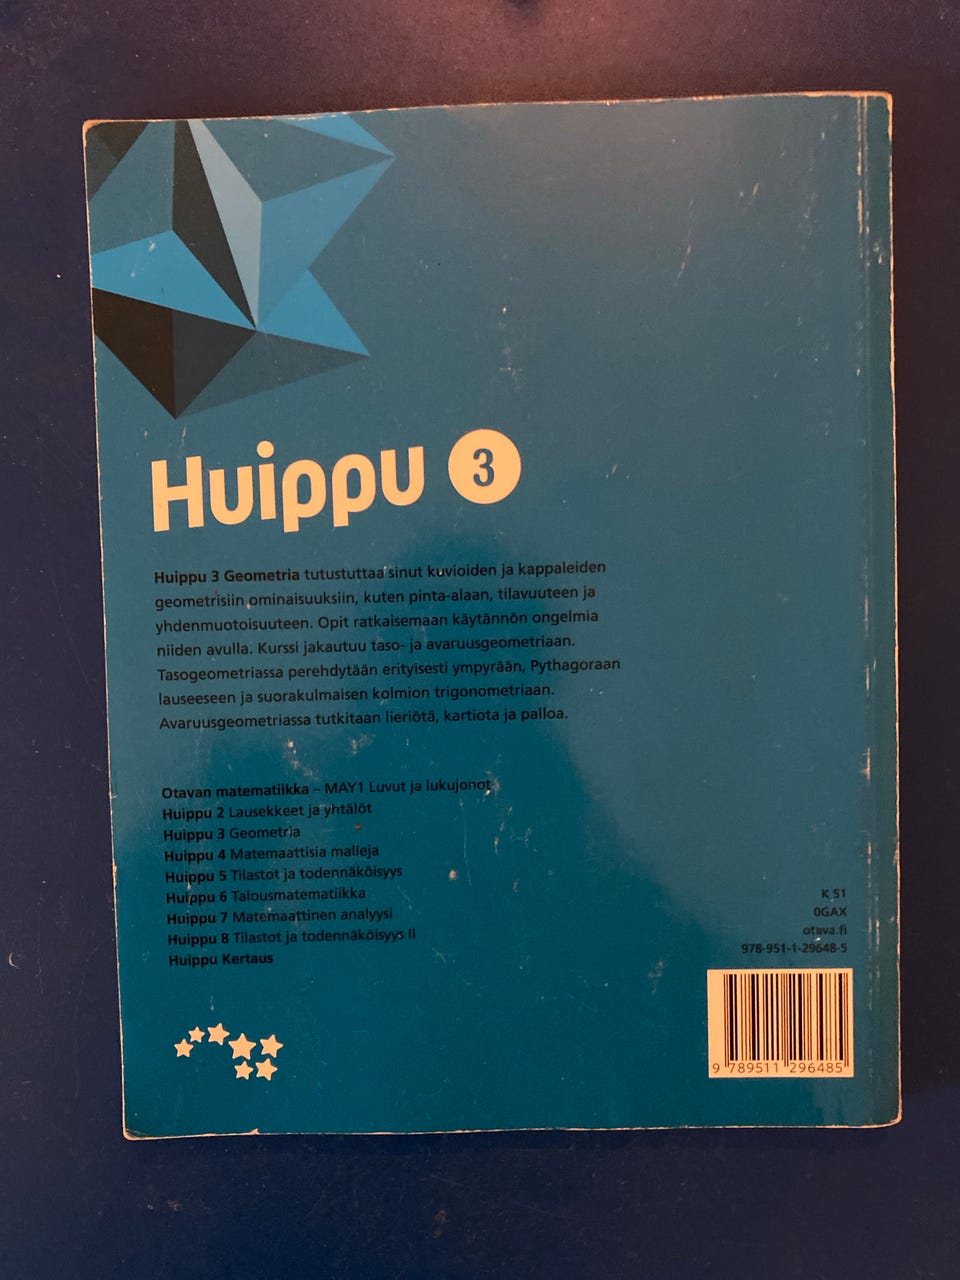 Huippu 3
Huippu 3 Geometria tutustuttaa sinut kuvioiden ja kappaleiden
geometrisiin ominaisuuksiin, kuten pinta-alaan, tilavuuteen ja
yhdenmuotoisuuteen. Opit ratkaisemaan käytännön ongelmia
niiden avulla. Kurssi jakautuu taso- ja avaruusgeometriaan.
Tasogeometriassa perehdytään erityisesti ympyrään, Pythagoraan
lauseeseen ja suorakulmaisen kolmion trigonometriaan.
Avaruusgeometriassa tutkitaan lieriötä, kartiota ja palloa.
Otavan matematiikka – MAY1 Luvut ja lukujonot
Huippu 2 Lausekkeet ja yhtälöt
Huippu 3 Geometria
Huippu 4 Matemaattisia malleja
Huippu 5 Tilastot ja todennäköisyys
Huippu 6 Talousmatematiikka
Huippu 7 Matemaattinen analyysi
Huippu 8 Tilastot ja todennäköisyys II
Huippu Kertaus
K 51
0GAX
otava.fi
978-951-1-29648-5
9 789511 296485